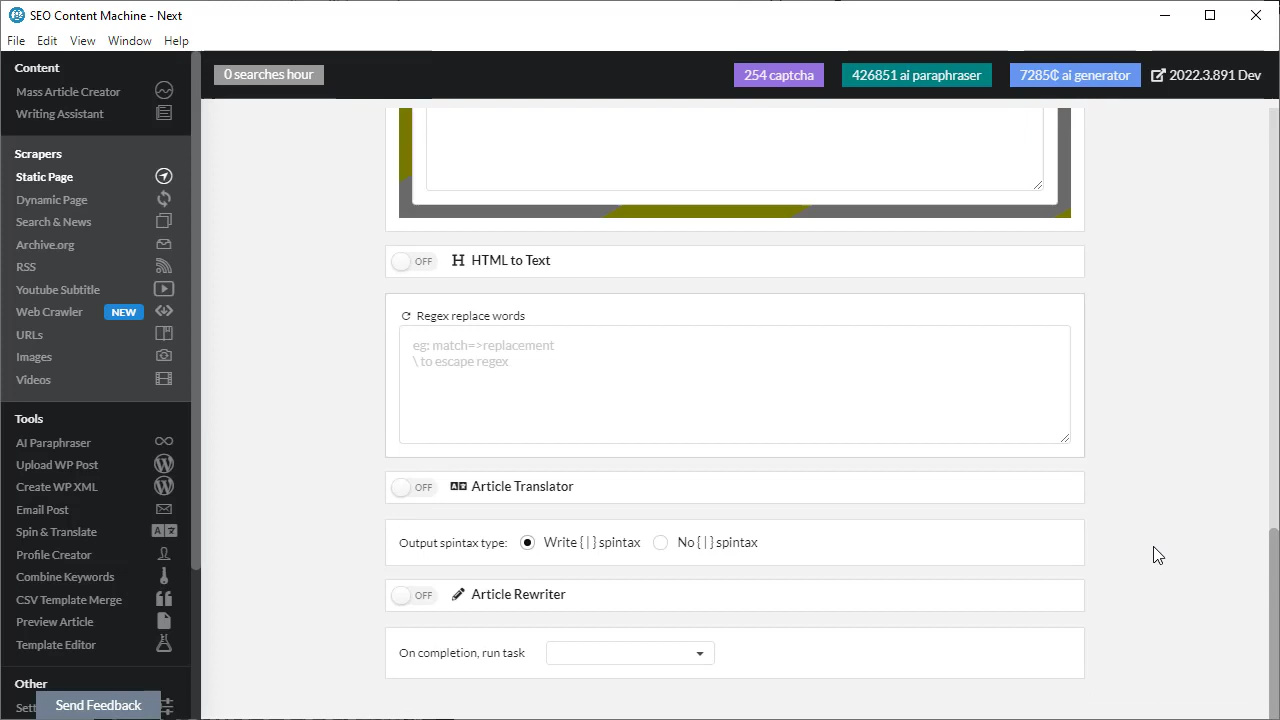 SEO Content Machine - Next
File Edit View Window Help
Content
Mass Article Creator
Writing Assistant
Scrapers
Static Page
Dynamic Page
Search & News
Archive.org
RSS
Youtube Subtitle
Web Crawler NEW
URLs
Images
Videos
Tools
AI Paraphraser
Upload WP Post
Create WP XML
Email Post
Spin & Translate
Profile Creator
Combine Keywords
CSV Template Merge
Preview Article
Template Editor
Other
Send Feedback
0 searches hour
254 captcha
426851 ai paraphraser
7285₵ ai generator
2022.3.891 Dev
OFF HTML to Text
Regex replace words
eg: match=>replacement
\ to escape regex
OFF Article Translator
Output spintax type: Write { | } spintax No { | } spintax
OFF Article Rewriter
On completion, run task